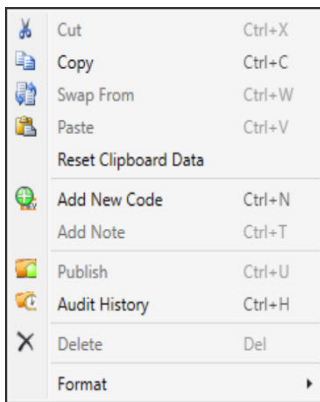 Cut Ctrl+X
Copy Ctrl+C
Swap From Ctrl+W
Paste Ctrl+V
Reset Clipboard Data
Add New Code Ctrl+N
Add Note Ctrl+T
Publish Ctrl+U
Audit History Ctrl+H
Delete Del
Format